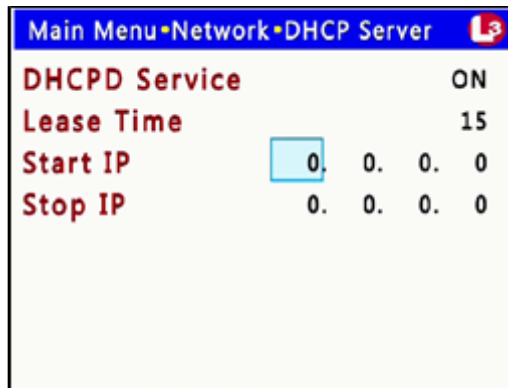 Main Menu•Network•DHCP Server L3
DHCPD Service ON
Lease Time 15
Start IP 0. 0. 0. 0
Stop IP 0. 0. 0. 0